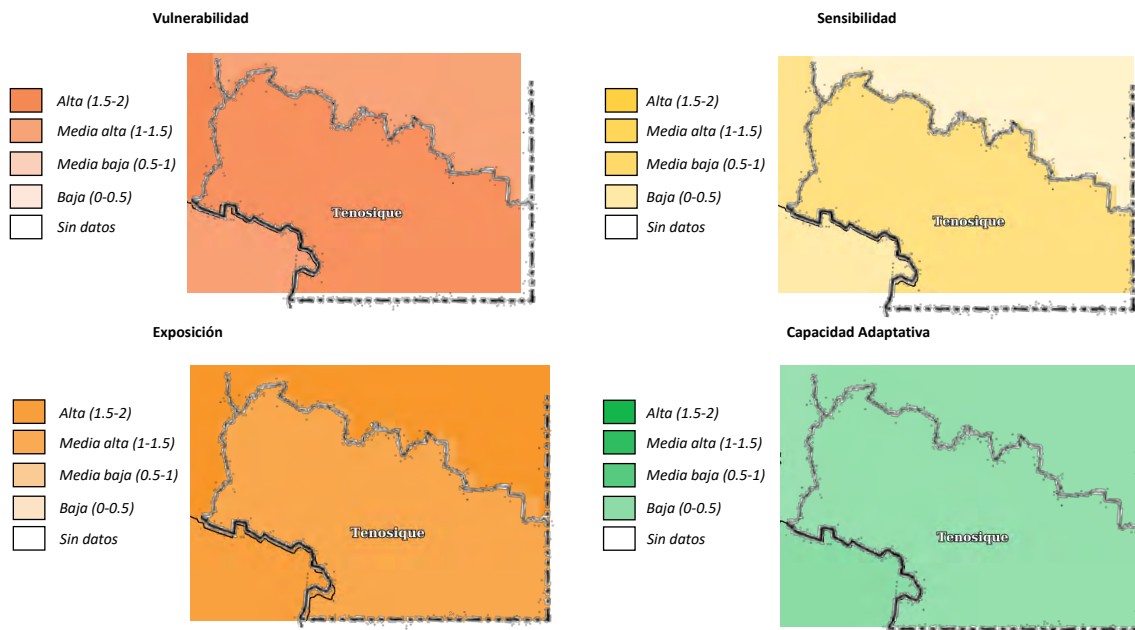 Vulnerabilidad
Alta (1.5-2)
Media alta (1-1.5)
Media baja (0.5-1)
Baja (0-0.5)
Sin datos
Tenosique
Sensibilidad
Alta (1.5-2)
Media alta (1-1.5)
Media baja (0.5-1)
Baja (0-0.5)
Sin datos
Tenosique
Exposición
Alta (1.5-2)
Media alta (1-1.5)
Media baja (0.5-1)
Baja (0-0.5)
Sin datos
Tenosique
Capacidad Adaptativa
Alta (1.5-2)
Media alta (1-1.5)
Media baja (0.5-1)
Baja (0-0.5)
Sin datos
Tenosique